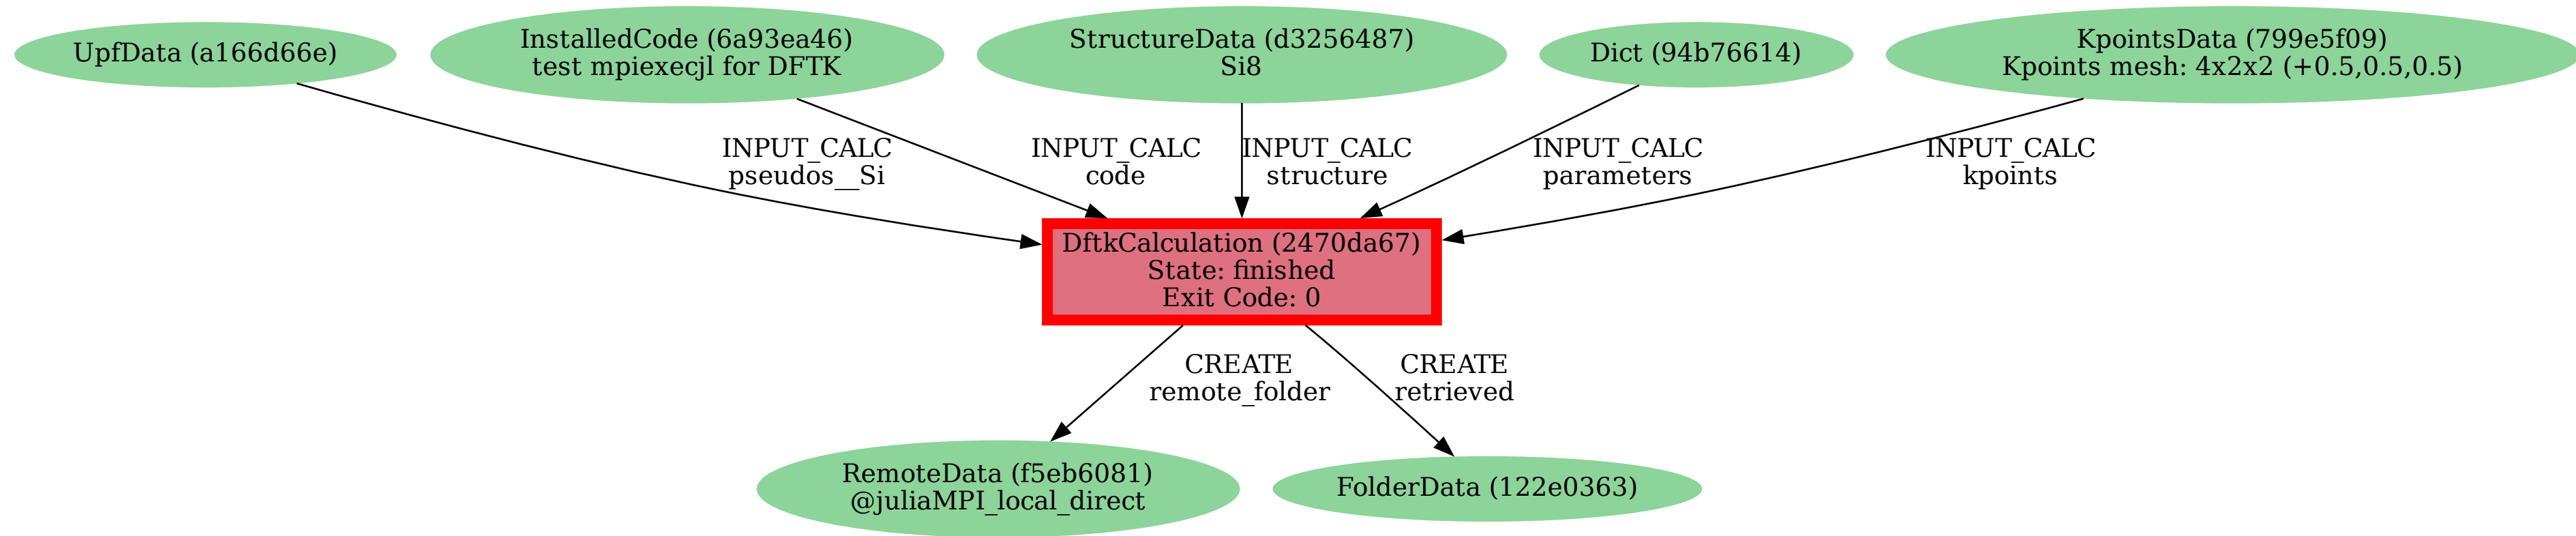 UpfData (a166d66e)
InstalledCode (6a93ea46)
test mpiexecjl for DFTK
StructureData (d3256487)
Si8
Dict (94b76614)
KpointsData (799e5f09)
Kpoints mesh: 4x2x2 (+0.5,0.5,0.5)
INPUT_CALC
pseudos__Si
INPUT_CALC
code
INPUT_CALC
structure
INPUT_CALC
parameters
INPUT_CALC
kpoints
DftkCalculation (2470da67)
State: finished
Exit Code: 0
CREATE
remote_folder
CREATE
retrieved
RemoteData (f5eb6081)
@juliaMPI_local_direct
FolderData (122e0363)